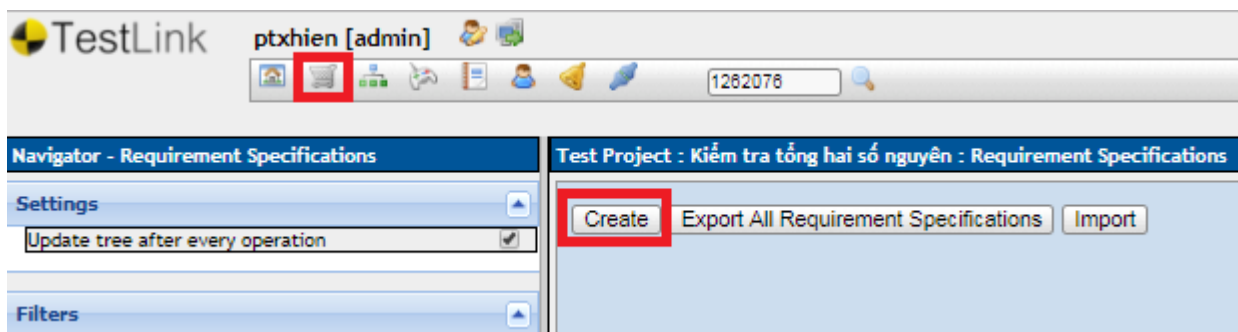 TestLink ptxhien [admin]
1262076
Navigator - Requirement Specifications
Test Project : Kiểm tra tổng hai số nguyên : Requirement Specifications
Settings
Create Export All Requirement Specifications Import
Update tree after every operation
Filters